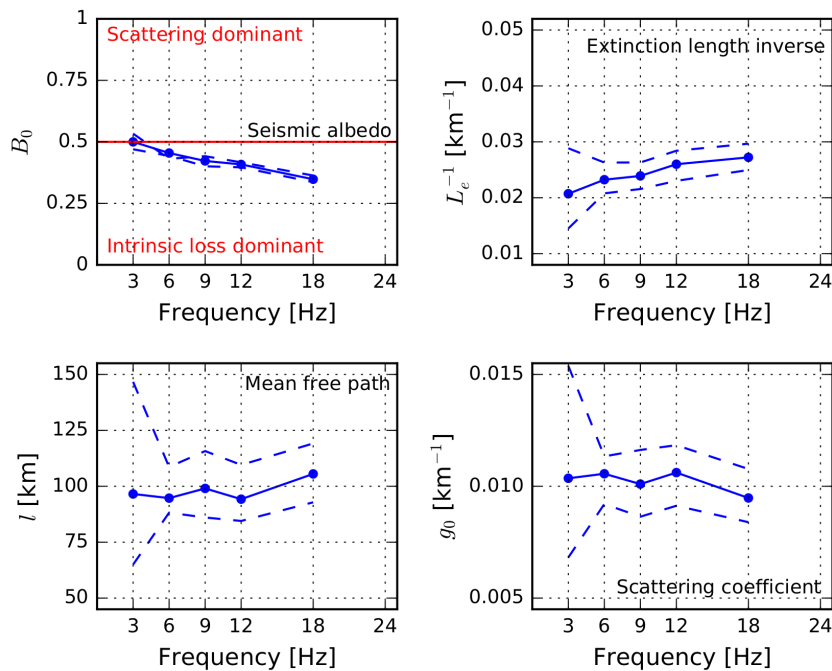 1
0.75
0.5
0.25
0
B₀
Scattering dominant
Seismic albedo
Intrinsic loss dominant
3 6 9 12 18 24
Frequency [Hz]
0.05
0.04
0.03
0.02
0.01
Lₑ⁻¹ [km⁻¹]
Extinction length inverse
3 6 9 12 18 24
Frequency [Hz]
150
125
100
75
50
l [km]
Mean free path
3 6 9 12 18 24
Frequency [Hz]
0.015
0.010
0.005
g₀ [km⁻¹]
Scattering coefficient
3 6 9 12 18 24
Frequency [Hz]